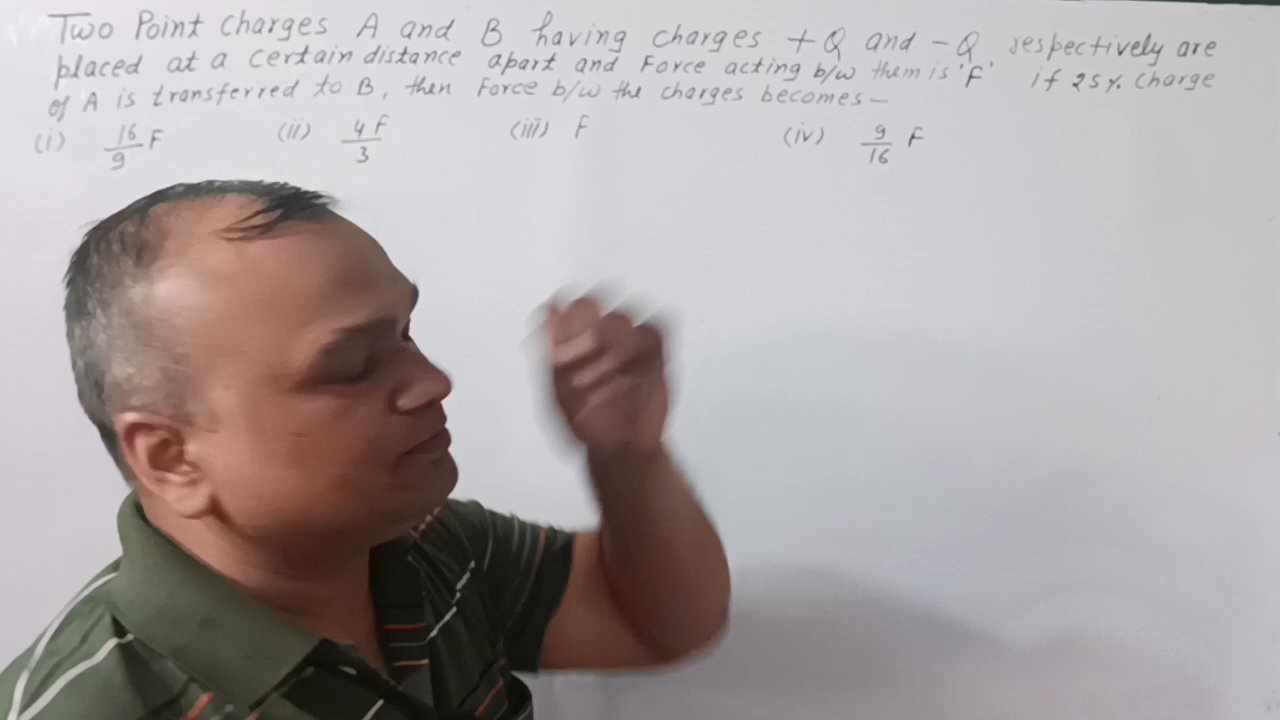 Two Point Charges A and B having charges +Q and -Q respectively are
placed at a certain distance apart and Force acting b/w them is 'F' if 25% charge
of A is transferred to B, then Force b/w the charges becomes—
(i) 16/9 F (ii) 4F/3 (iii) F (iv) 9/16 F